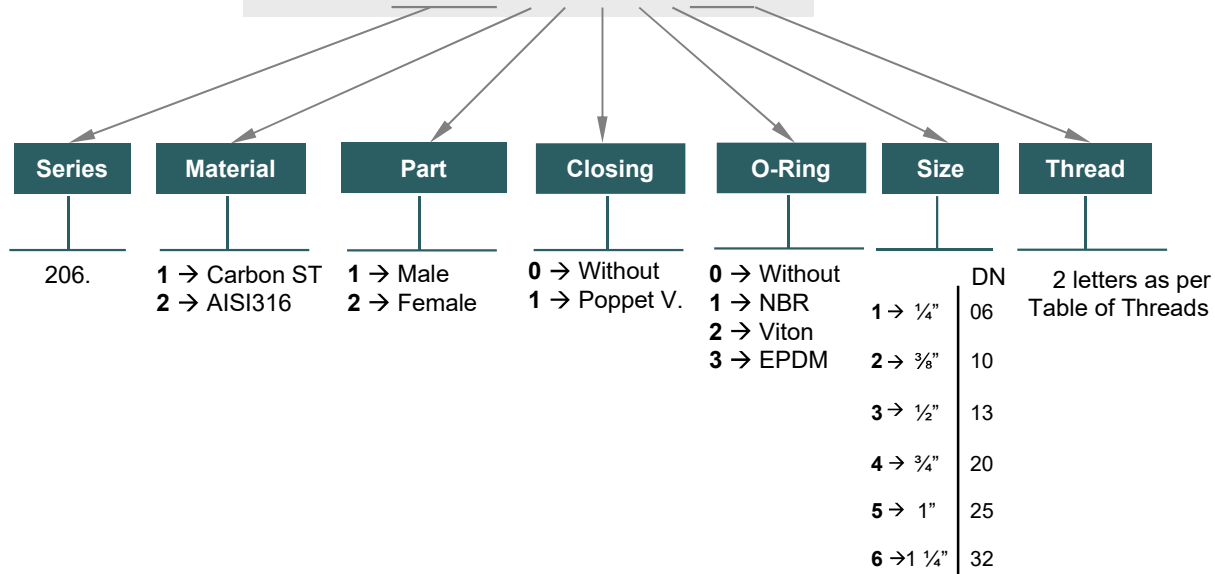 Series
Material
Part
Closing
O-Ring
Size
Thread
206.
1 → Carbon ST
2 → AISI316
1 → Male
2 → Female
0 → Without
1 → Poppet V.
0 → Without
1 → NBR
2 → Viton
3 → EPDM
DN
1 → ¼” 06
2 → ⅜” 10
3 → ½” 13
4 → ¾” 20
5 → 1” 25
6 →1 ¼” 32
2 letters as per
Table of Threads